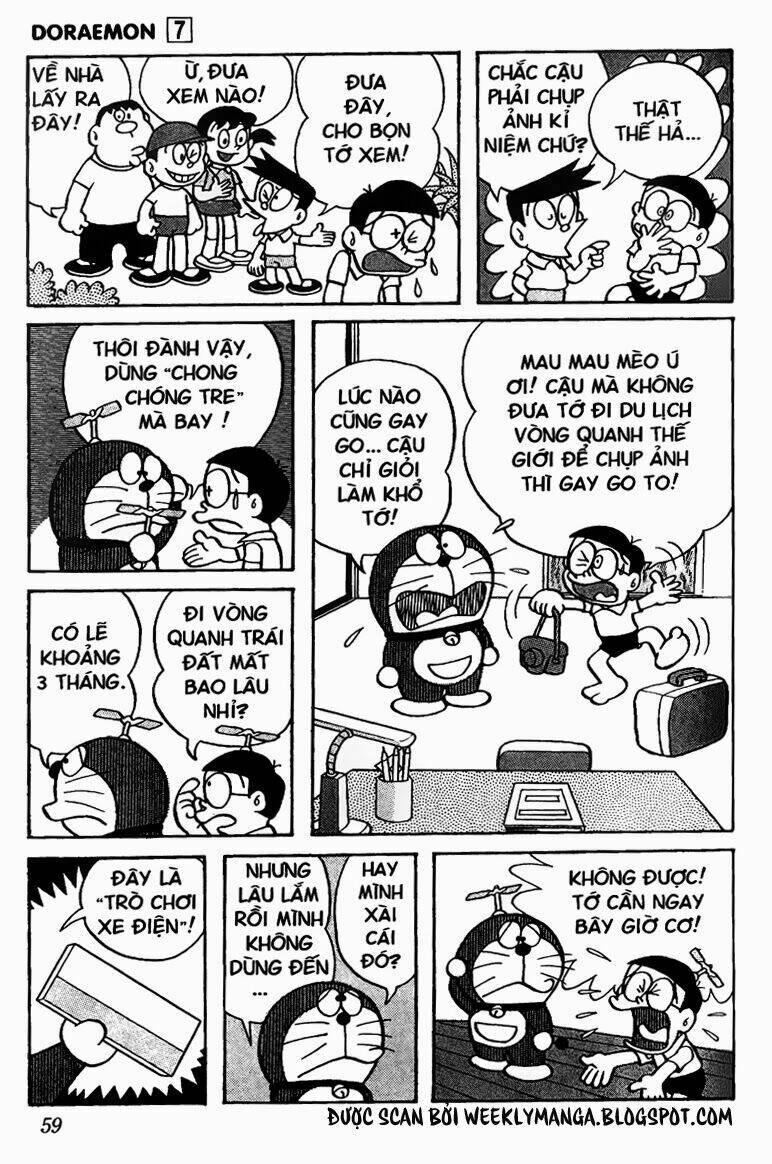 DORAEMON 7
THẬT
THẾ HẢ...
CHẮC CẬU
PHẢI CHỤP
ẢNH KỈ
NIỆM CHỨ?
ĐƯA
ĐÂY,
CHO BỌN
TỚ XEM!
Ừ, ĐƯA
XEM NÀO!
VỀ NHÀ
LẤY RA
ĐÂY!
MAU MAU MÈO Ú
ƠI! CẬU MÀ KHÔNG
ĐƯA TỚ ĐI DU LỊCH
VÒNG QUANH THẾ
GIỚI ĐỂ CHỤP ẢNH
THÌ GAY GO TO!
LÚC NÀO
CŨNG GAY
GO... CẬU
CHỈ GIỎI
LÀM KHỔ
TỚ!
THÔI ĐÀNH VẬY,
DÙNG "CHONG
CHÓNG TRE"
MÀ BAY !
ĐI VÒNG
QUANH TRÁI
ĐẤT MẤT
BAO LÂU
NHỈ?
CÓ LẼ
KHOẢNG
3 THÁNG.
KHÔNG ĐƯỢC!
TỚ CẦN NGAY
BÂY GIỜ CƠ!
HAY
MÌNH
XÀI
CÁI
ĐÓ?
NHƯNG
LÂU LẮM
RỒI MÌNH
KHÔNG
DÙNG ĐẾN
...
ĐÂY LÀ
"TRÒ CHƠI
XE ĐIỆN"!
59
ĐƯỢC SCAN BỞI WEEKLYMANGA.BLOGSPOT.COM